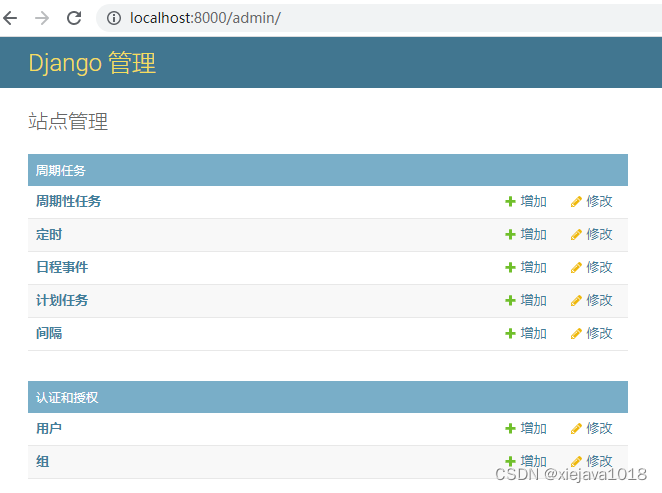 localhost:8000/admin/
Django 管理
站点管理
周期任务
周期性任务 增加 修改
定时 增加 修改
日程事件 增加 修改
计划任务 增加 修改
间隔 增加 修改
认证和授权
用户 增加 修改
组 增加 修改
CSDN @xiejava1018